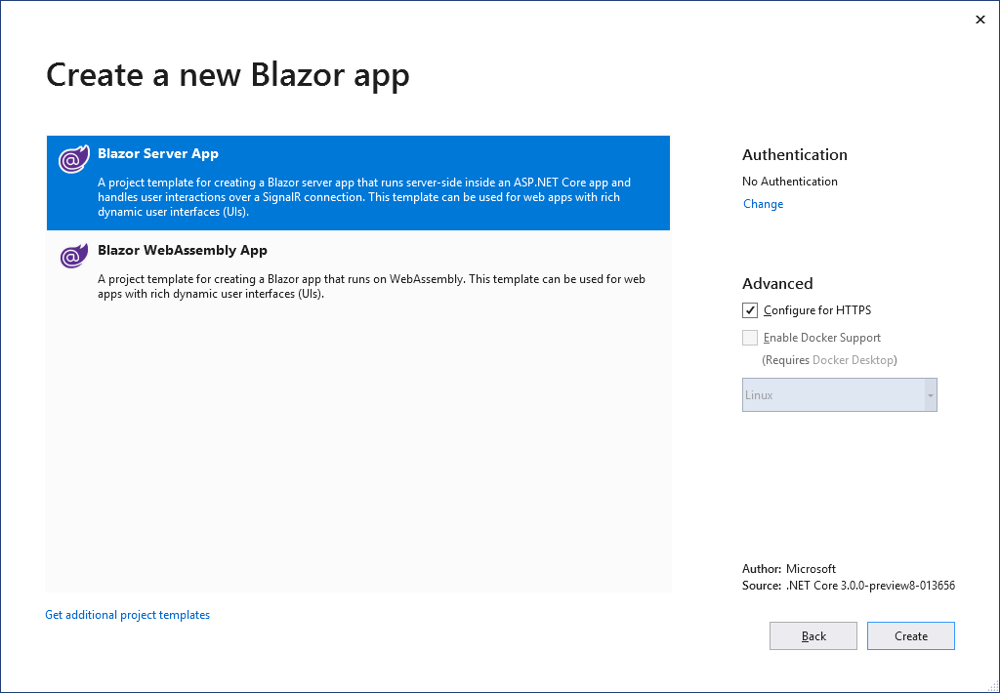 Create a new Blazor app
Blazor Server App
A project template for creating a Blazor server app that runs server-side inside an ASP.NET Core app and
handles user interactions over a SignalR connection. This template can be used for web apps with rich
dynamic user interfaces (UIs).
Blazor WebAssembly App
A project template for creating a Blazor app that runs on WebAssembly. This template can be used for web
apps with rich dynamic user interfaces (UIs).
Get additional project templates
Authentication
No Authentication
Change
Advanced
Configure for HTTPS
Enable Docker Support
(Requires Docker Desktop)
Linux
Author: Microsoft
Source: .NET Core 3.0.0-preview8-013656
Back
Create